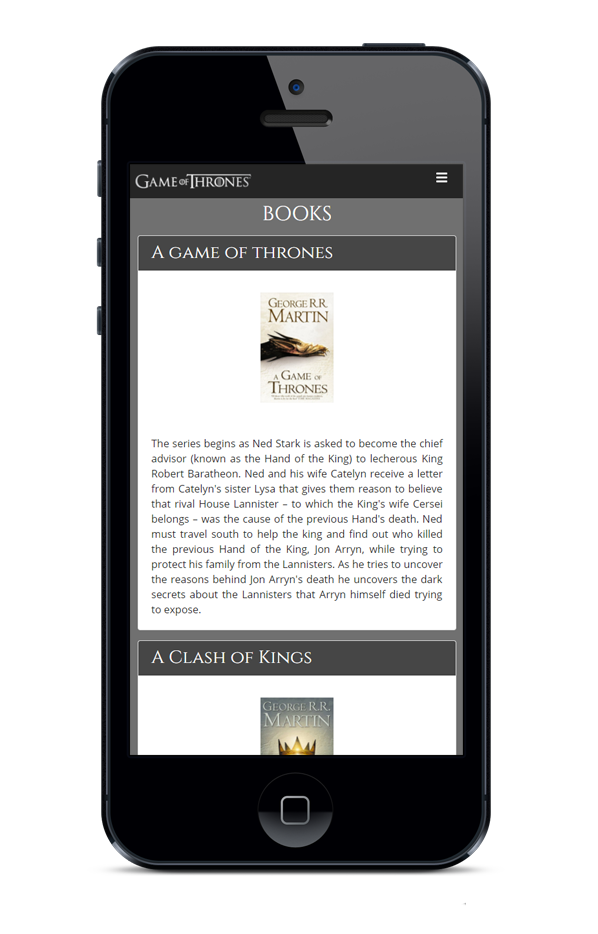 GAME OF THRONES
BOOKS
A GAME OF THRONES
GEORGE R.R.
MARTIN
A GAME OF
THRONES
The series begins as Ned Stark is asked to become the chief
advisor (known as the Hand of the King) to lecherous King
Robert Baratheon. Ned and his wife Catelyn receive a letter
from Catelyn's sister Lysa that gives them reason to believe
that rival House Lannister – to which the King's wife Cersei
belongs – was the cause of the previous Hand's death. Ned
must travel south to help the king and find out who killed
the previous Hand of the King, Jon Arryn, while trying to
protect his family from the Lannisters. As he tries to uncover
the reasons behind Jon Arryn's death he uncovers the dark
secrets about the Lannisters that Arryn himself died trying
to expose.
A CLASH OF KINGS
GEORGE R.R.
MARTIN